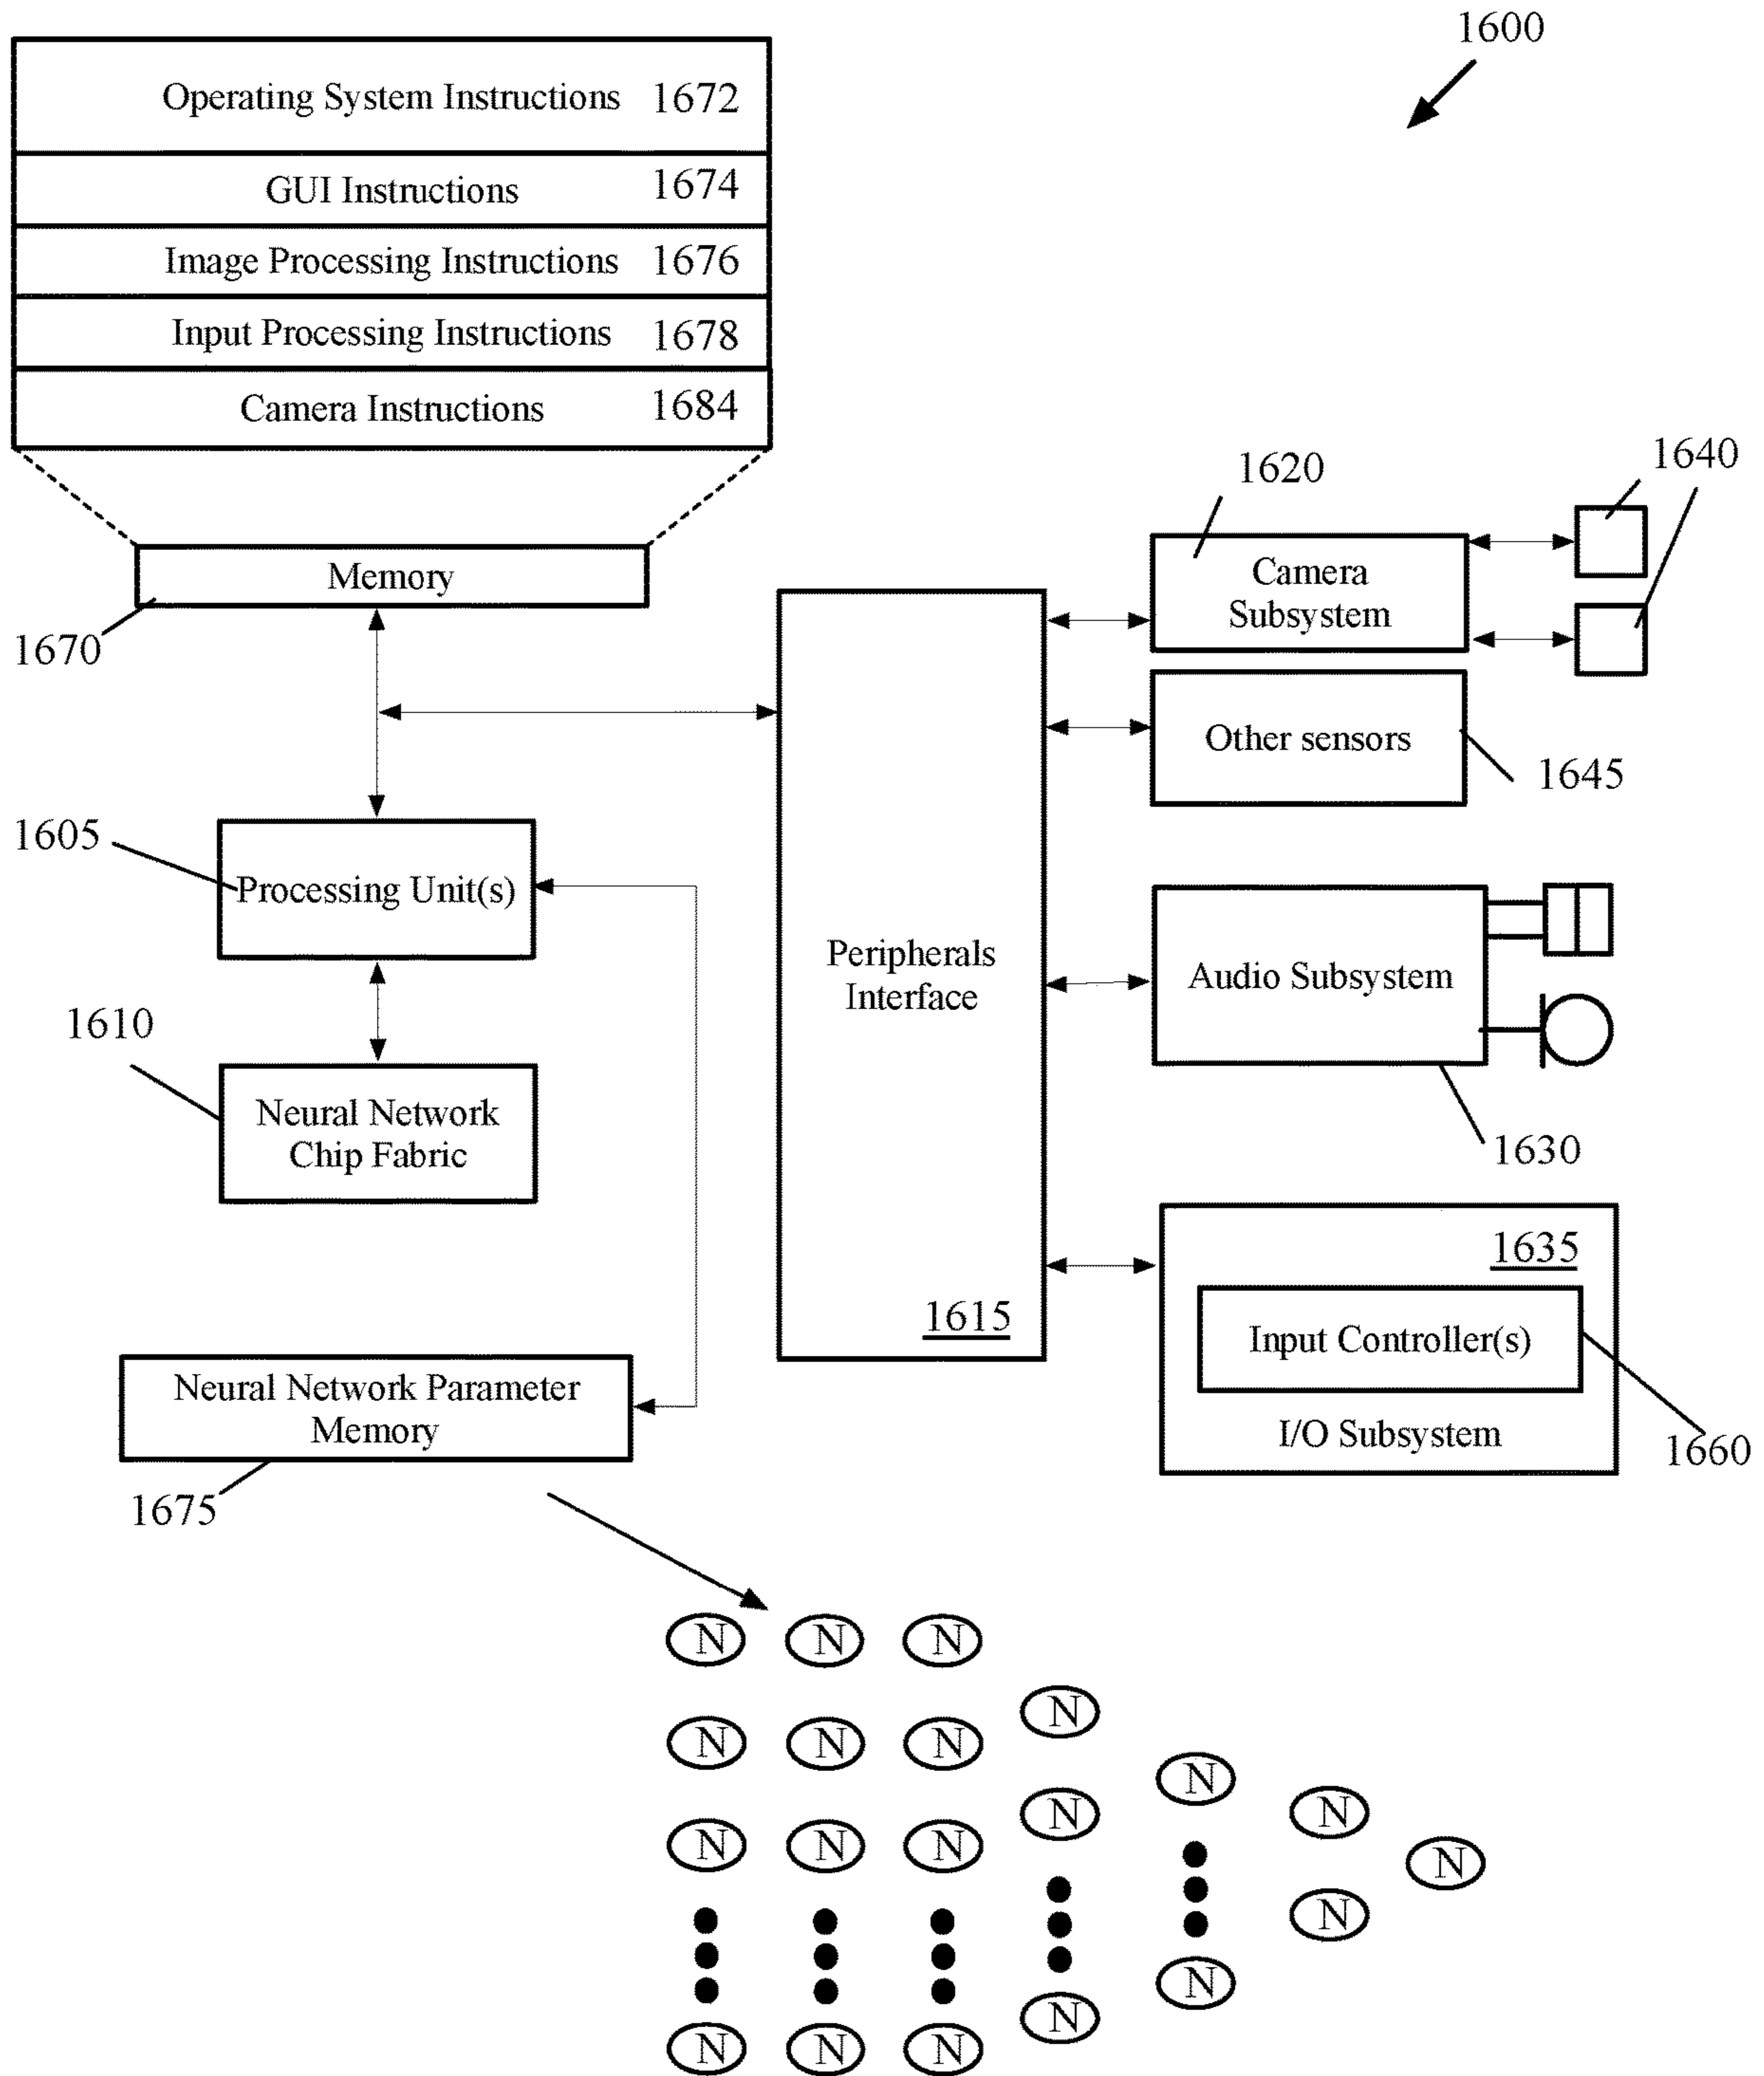 1600
Operating System Instructions 1672
GUI Instructions 1674
Image Processing Instructions 1676
Input Processing Instructions 1678
Camera Instructions 1684
Memory
1670
1620
1640
Camera
Subsystem
Other sensors
1645
1605
Processing Unit(s)
1610
Neural Network
Chip Fabric
Peripherals
Interface
1615
Audio Subsystem
1630
1635
Input Controller(s)
I/O Subsystem
1660
Neural Network Parameter
Memory
1675
N N N
N
N N N
N
N
N
N N N
N
N
N
N
N
N N N